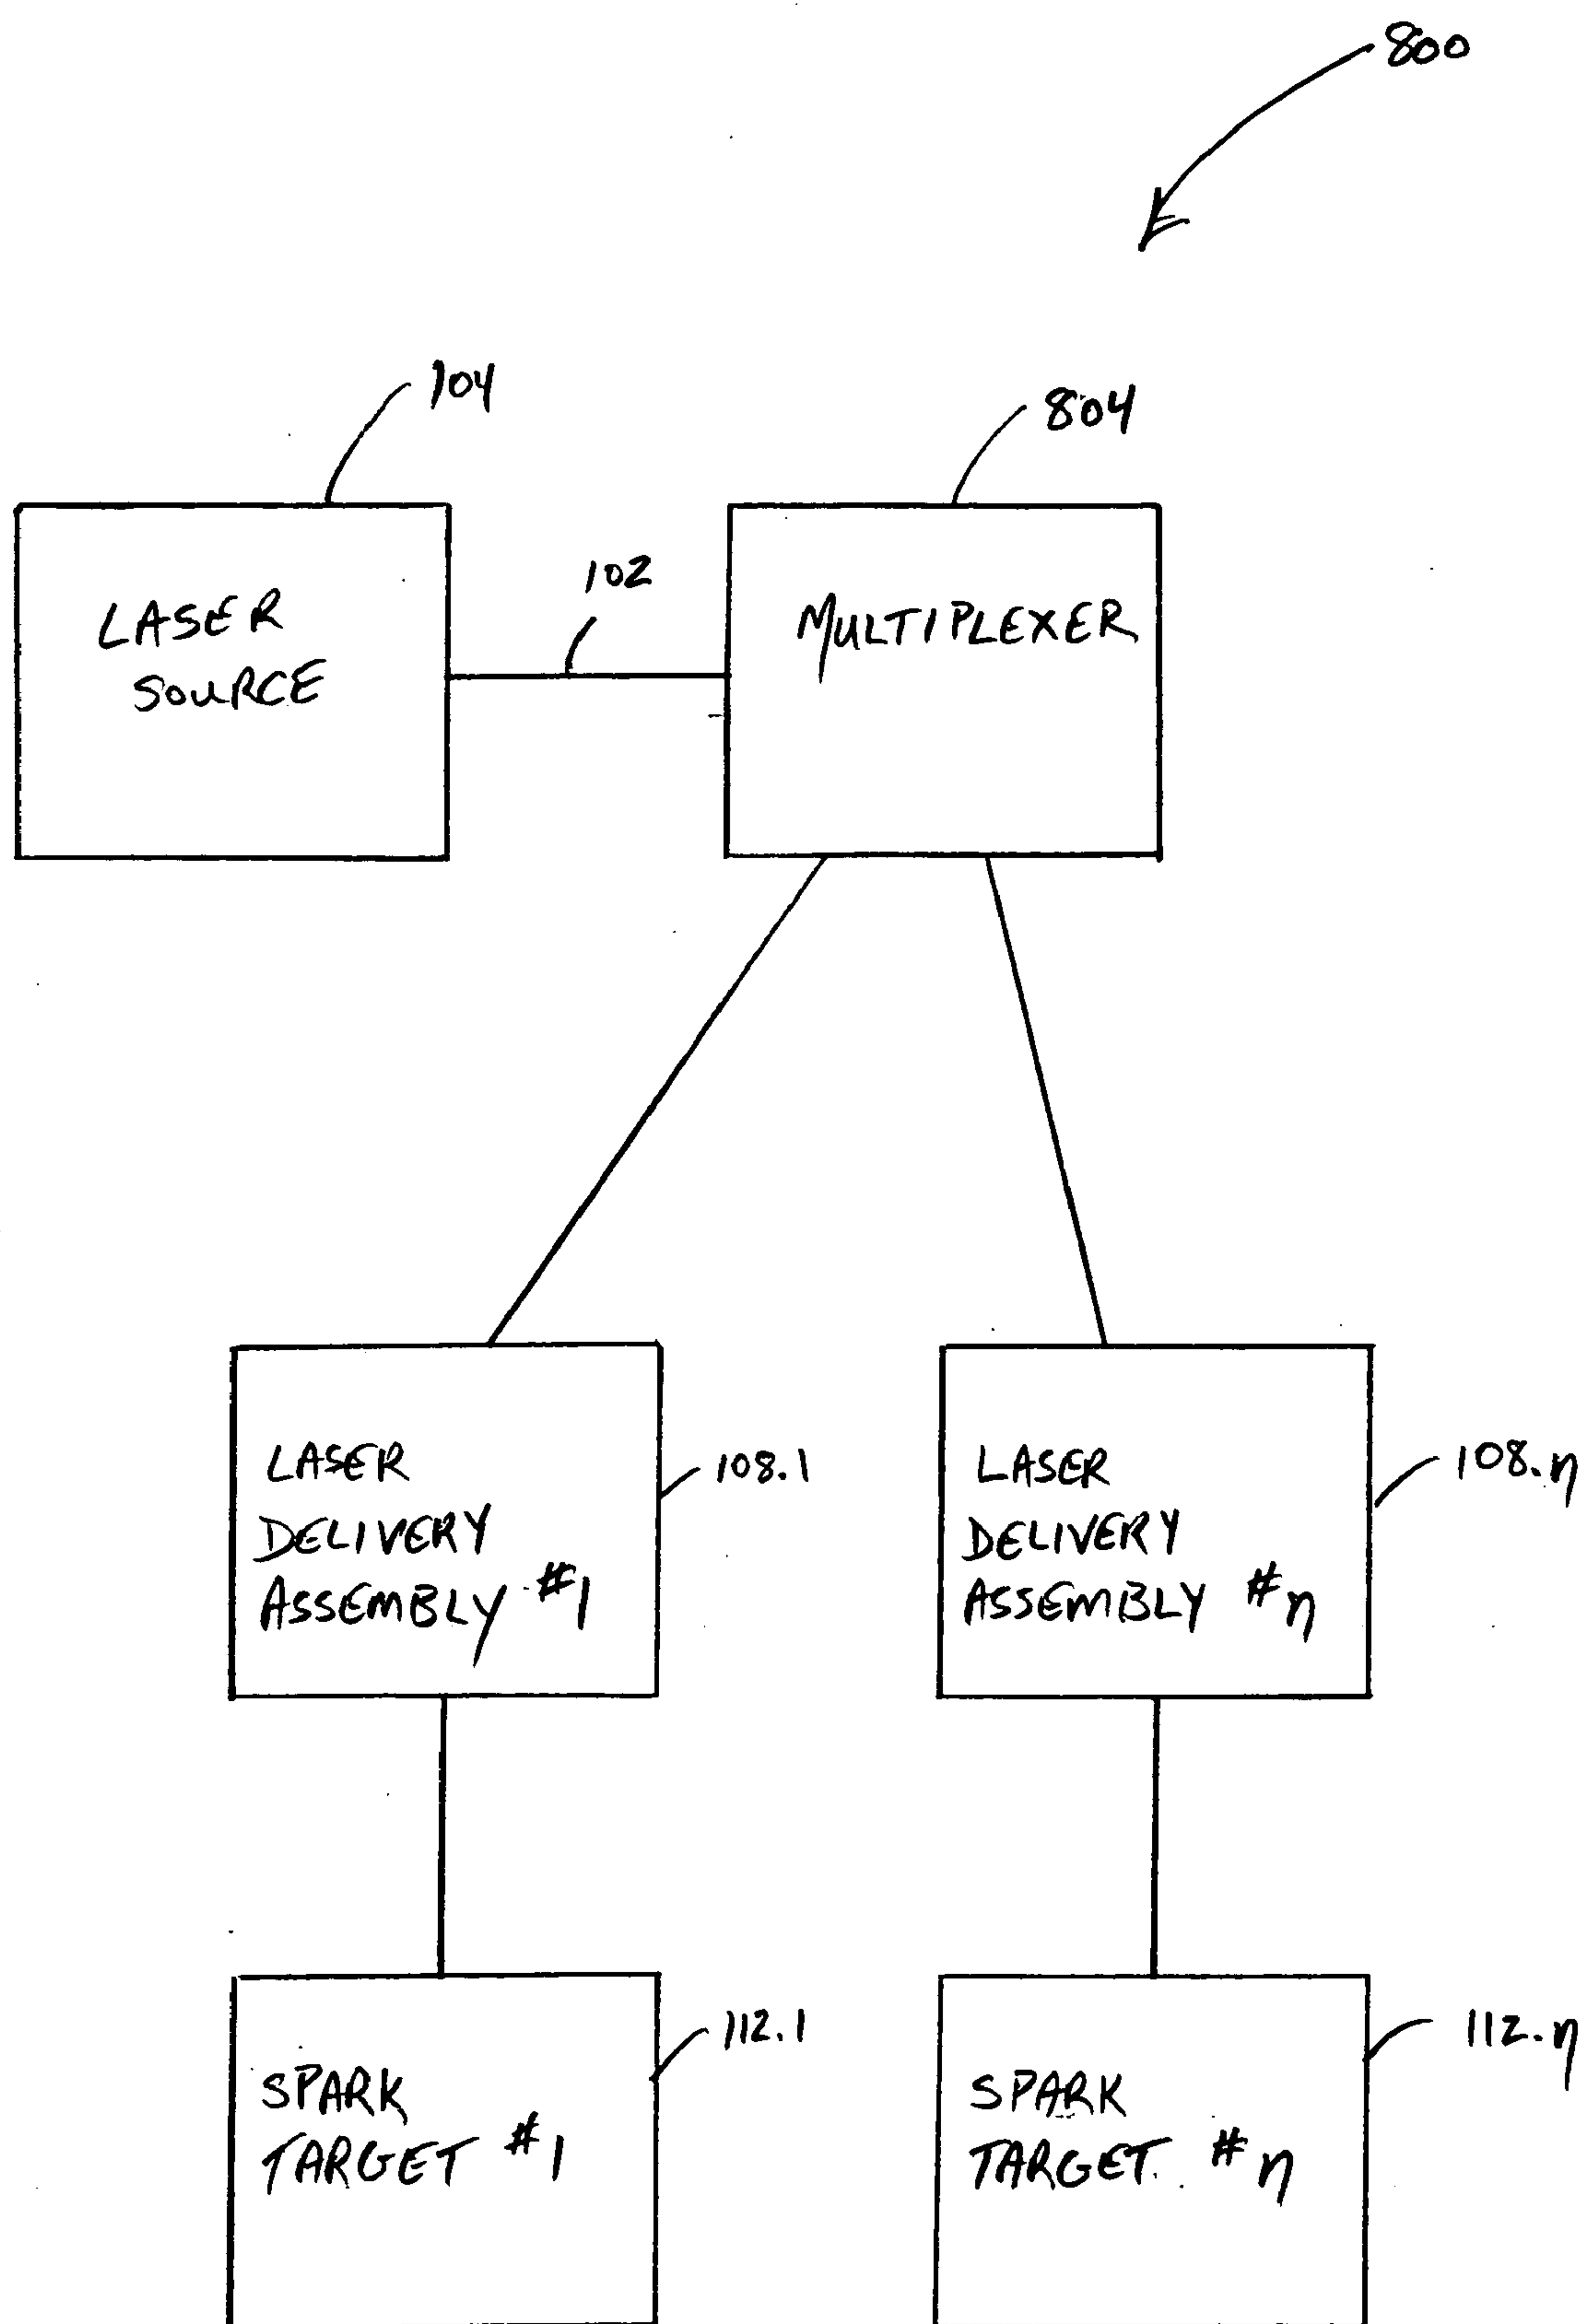 800
104
804
102
LASER
SOURCE
MULTIPLEXER
LASER
DELIVERY
ASSEMBLY #1
108.1
LASER
DELIVERY
ASSEMBLY #n
108.n
SPARK
TARGET #1
112.1
SPARK
TARGET #n
112.n